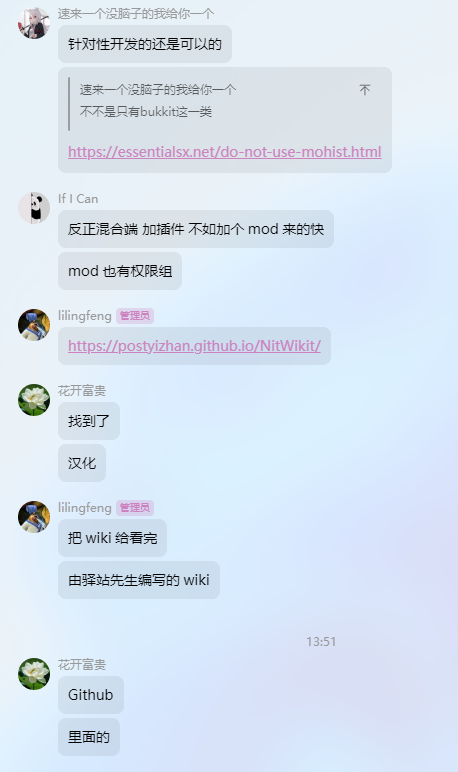 速来一个没脑子的我给你一个
针对性开发的还是可以的
速来一个没脑子的我给你一个
不不是只有bukkit这一类
https://essentialsx.net/do-not-use-mohist.html
If I Can
反正混合端 加插件 不如加个 mod 来的快
mod 也有权限组
lilingfeng 管理员
https://postyizhan.github.io/NitWikit/
花开富贵
找到了
汉化
lilingfeng 管理员
把 wiki 给看完
由驿站先生编写的 wiki
13:51
花开富贵
Github
里面的